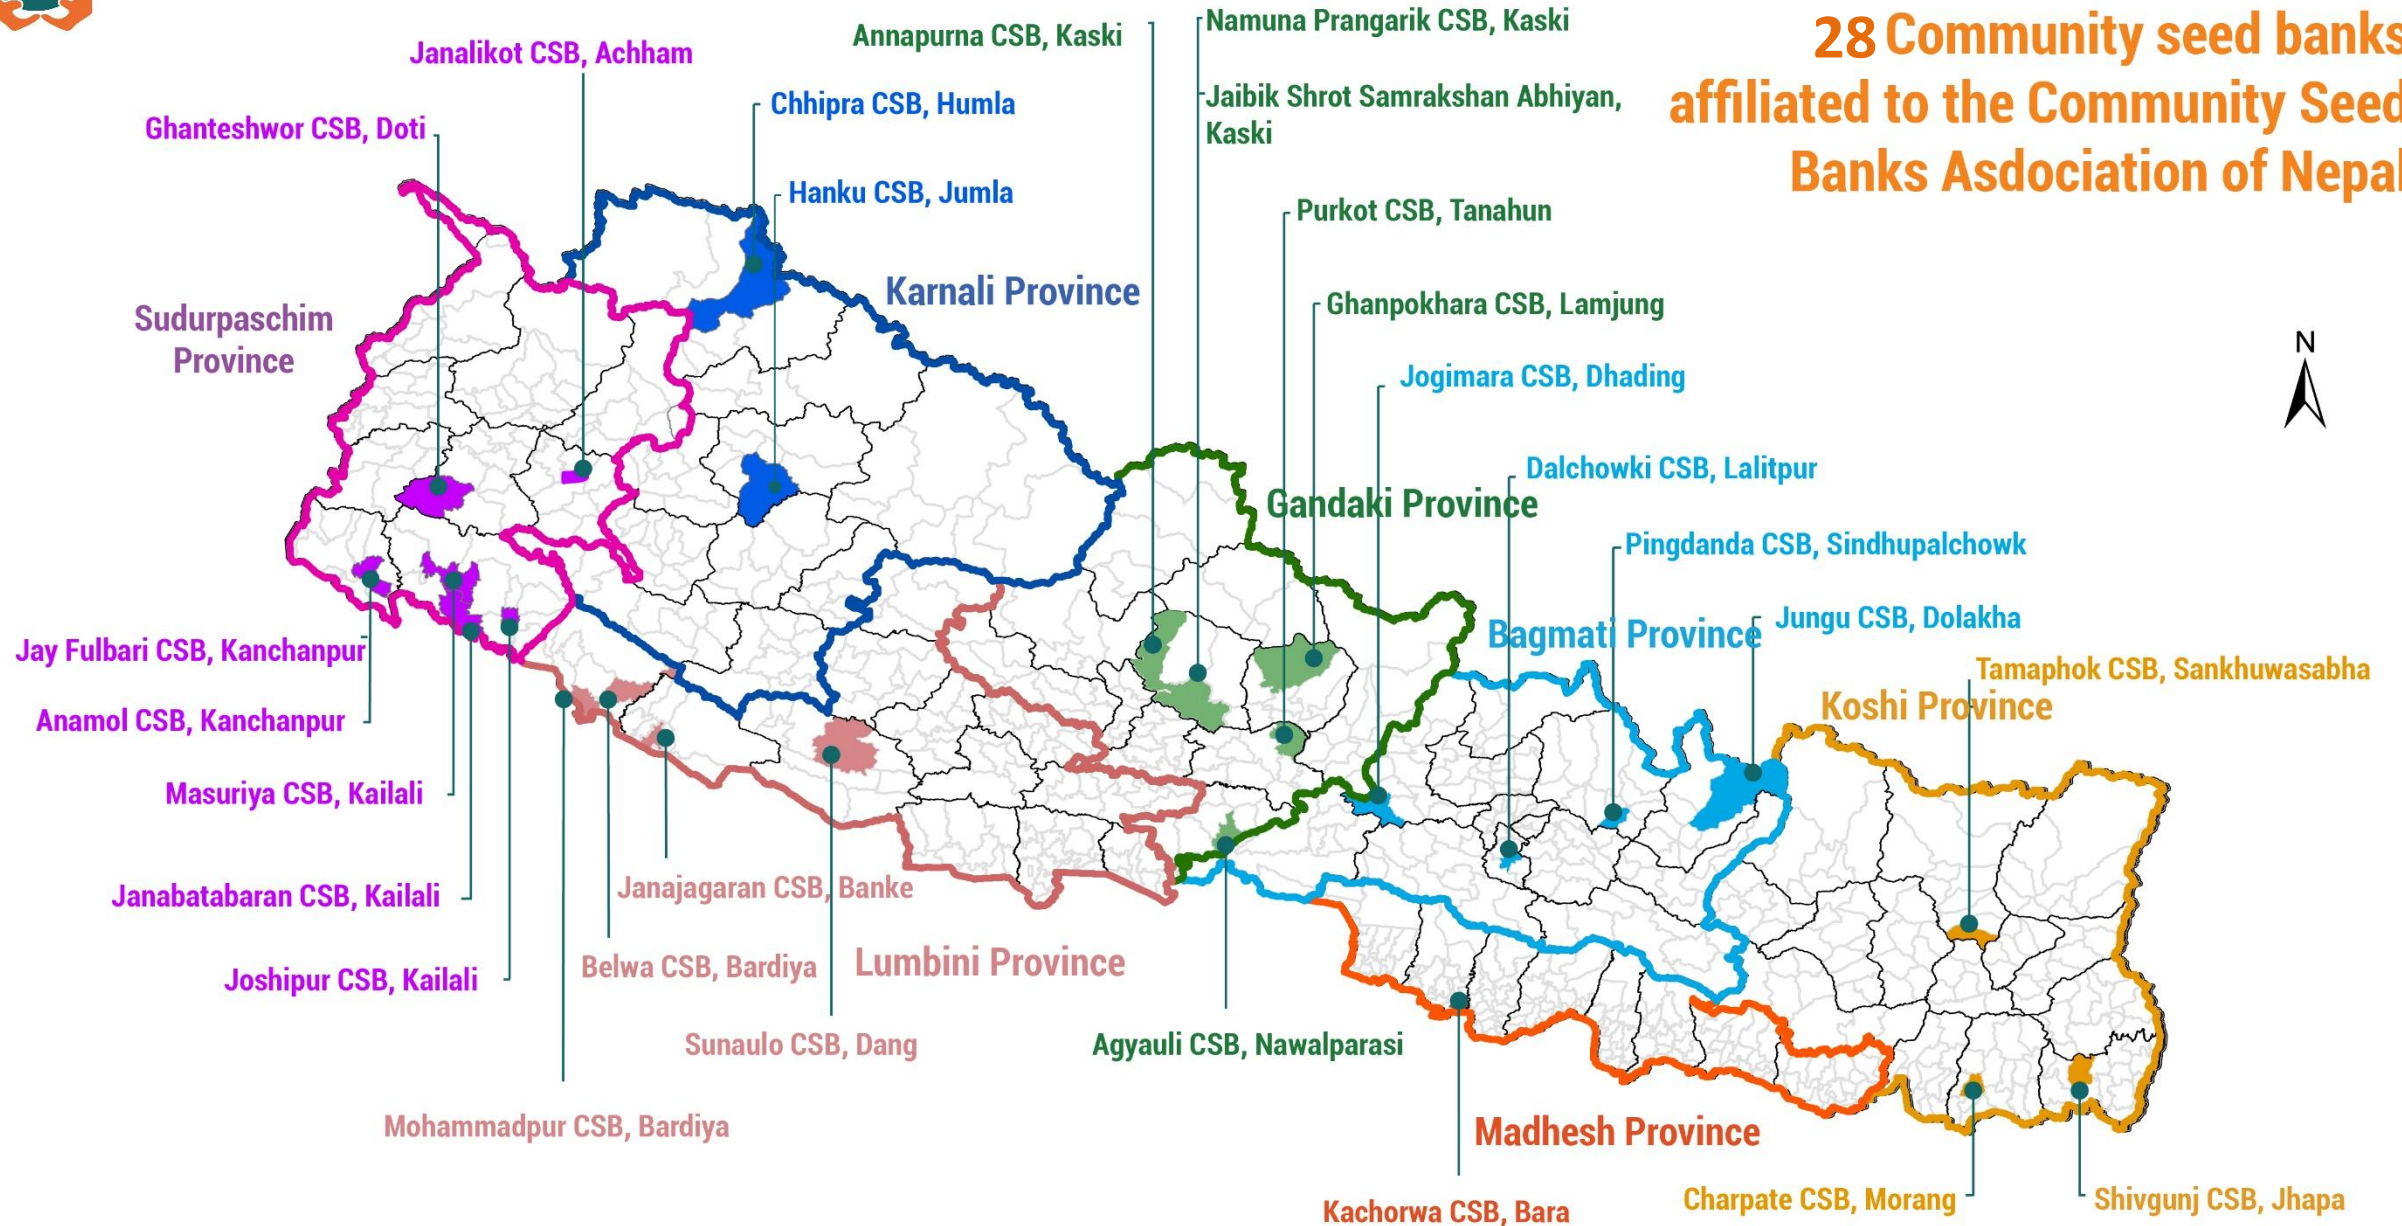 28 Community seed banks
affiliated to the Community Seed
Banks Asdociation of Nepal
Annapurna CSB, Kaski
Namuna Prangarik CSB, Kaski
Janalikot CSB, Achham
Chhipra CSB, Humla
Jaibik Shrot Samrakshan Abhiyan,
Kaski
Ghanteshwor CSB, Doti
Hanku CSB, Jumla
Purkot CSB, Tanahun
Karnali Province
Ghanpokhara CSB, Lamjung
Sudurpaschim
Province
N
Jogimara CSB, Dhading
Dalchowki CSB, Lalitpur
Gandaki Province
Pingdanda CSB, Sindhupalchowk
Bagmati Province
Jungu CSB, Dolakha
Jay Fulbari CSB, Kanchanpur
Tamaphok CSB, Sankhuwasabha
Koshi Province
Anamol CSB, Kanchanpur
Masuriya CSB, Kailali
Janabatabaran CSB, Kailali
Janajagaran CSB, Banke
Joshipur CSB, Kailali
Belwa CSB, Bardiya
Lumbini Province
Sunaulo CSB, Dang
Agyauli CSB, Nawalparasi
Mohammadpur CSB, Bardiya
Madhesh Province
Kachorwa CSB, Bara
Charpate CSB, Morang
Shivgunj CSB, Jhapa